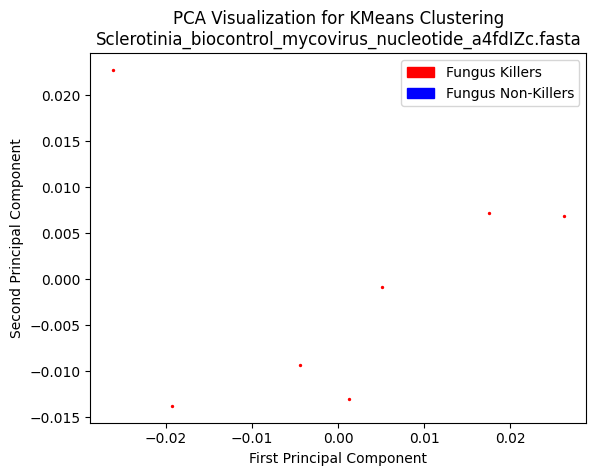 PCA Visualization for KMeans Clustering
Sclerotinia_biocontrol_mycovirus_nucleotide_a4fdIZc.fasta
Fungus Killers
Fungus Non-Killers
Second Principal Component
0.020
0.015
0.010
0.005
0.000
−0.005
−0.010
−0.015
−0.02
−0.01
0.00
0.01
0.02
First Principal Component